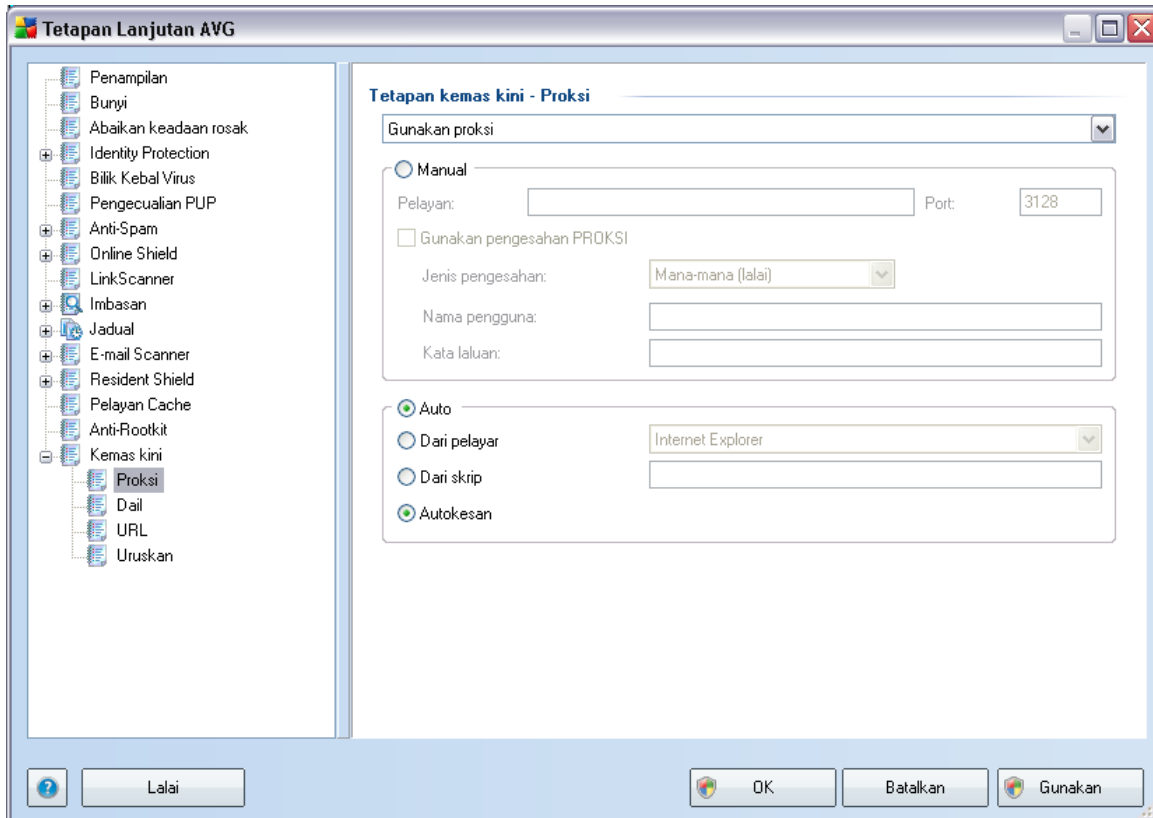 Tetapan Lanjutan AVG
Penampilan
Bunyi
Abaikan keadaan rosak
Identity Protection
Bilik Kebal Virus
Pengecualian PUP
Anti-Spam
Online Shield
LinkScanner
Imbasan
Jadual
E-mail Scanner
Resident Shield
Pelayan Cache
Anti-Rootkit
Kemas kini
Proksi
Dail
URL
Uruskan
Tetapan kemas kini - Proksi
Gunakan proksi
Manual
Pelayan: Port: 3128
Gunakan pengesahan PROKSI
Jenis pengesahan: Mana-mana (lalai)
Nama pengguna:
Kata laluan:
Auto
Dari pelayar Internet Explorer
Dari skrip
Autokesan
? Lalai OK Batalkan Gunakan